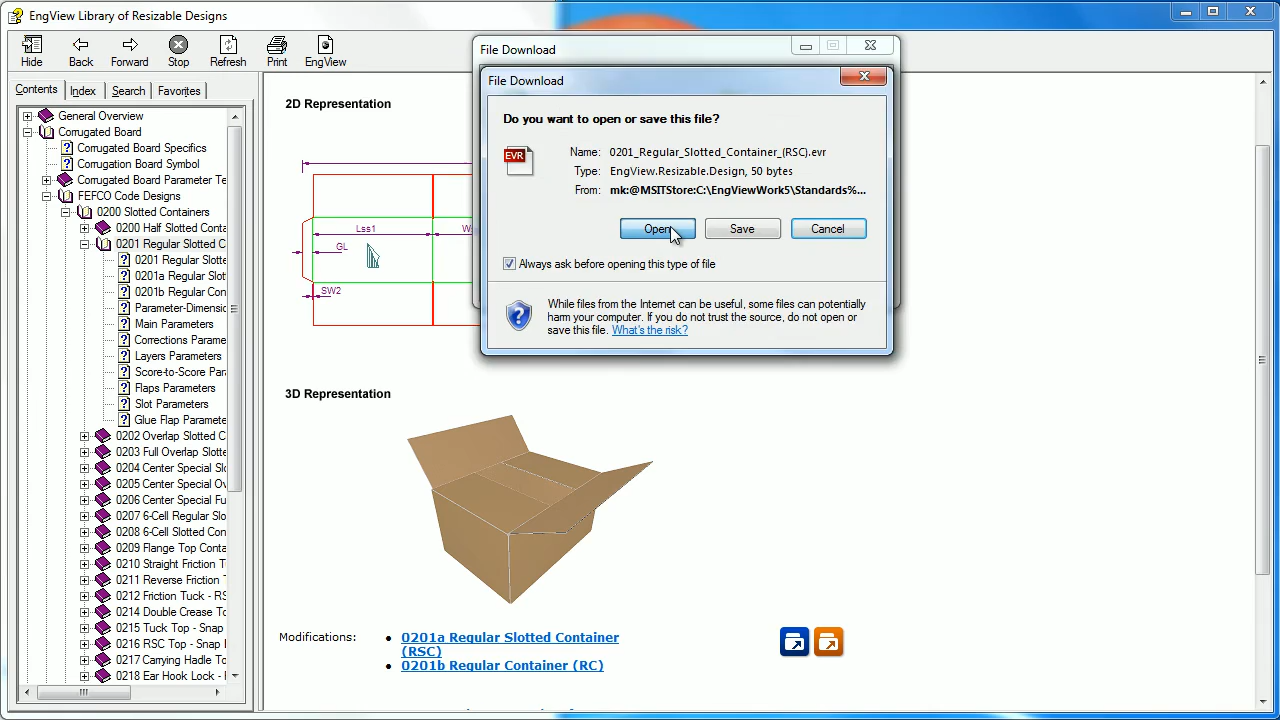 EngView Library of Resizable Designs
Hide
Back
Forward
Stop
Refresh
Print
EngView
Contents
Index
Search
Favorites
General Overview
Corrugated Board
Corrugated Board Specifics
Corrugation Board Symbol
Corrugated Board Parameter Te
FEFCO Code Designs
0200 Slotted Containers
0200 Half Slotted Contai
0201 Regular Slotted C
0201 Regular Slotte
0201a Regular Slotte
0201b Regular Con
Parameter-Dimensio
Main Parameters
Corrections Parame
Layers Parameters
Score-to-Score Para
Flaps Parameters
Slot Parameters
Glue Flap Paramete
0202 Overlap Slotted C
0203 Full Overlap Slotte
0204 Center Special Slo
0205 Center Special Ov
0206 Center Special Fu
0207 6-Cell Regular Slo
0208 6-Cell Slotted Con
0209 Flange Top Conta
0210 Straight Friction T
0211 Reverse Friction T
0212 Friction Tuck - RS
0214 Double Crease To
0215 Tuck Top - Snap
0216 RSC Top - Snap
0217 Carrying Hadle To
0218 Ear Hook Lock - F
2D Representation
Lss1
GL
SW2
File Download
File Download
Do you want to open or save this file?
EVR
Name: 0201_Regular_Slotted_Container_(RSC).evr
Type: EngView.Resizable.Design, 50 bytes
From: mk:@MSITStore:C:\EngViewWork5\Standards%...
Open
Save
Cancel
Always ask before opening this type of file
While files from the Internet can be useful, some files can potentially
harm your computer. If you do not trust the source, do not open or
save this file. What's the risk?
3D Representation
Modifications:
• 0201a Regular Slotted Container
(RSC)
• 0201b Regular Container (RC)